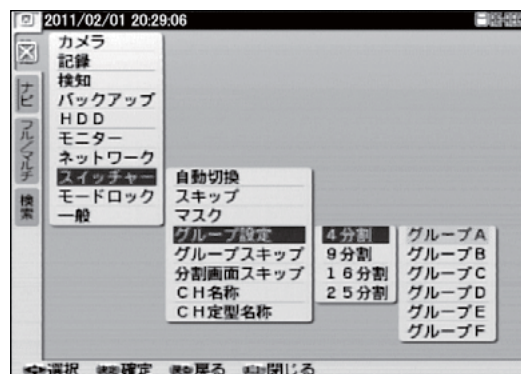 2011/02/01 20:29:06
ナビ
フル/マルチ
検索
カメラ
記録
検知
バックアップ
HDD
モニター
ネットワーク
スイッチャー
モードロック
一般
自動切換
スキップ
マスク
グループ設定
グループスキップ
分割画面スキップ
CH名称
CH定型名称
4分割
9分割
16分割
25分割
グループA
グループB
グループC
グループD
グループE
グループF
選択 確定 戻る 閉じる